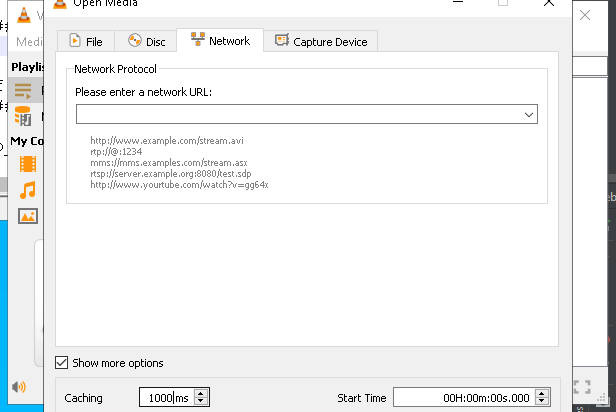 Open Media
Medi
File
Disc
Network
Capture Device
Playlis
Network Protocol
Please enter a network URL:
http://www.example.com/stream.avi
rtp://@:1234
mms://mms.examples.com/stream.asx
rtsp://server.example.org:8080/test.sdp
http://www.yourtube.com/watch?v=gg64x
My Co
Show more options
Caching
1000 ms
Start Time
00H:00m:00s.000